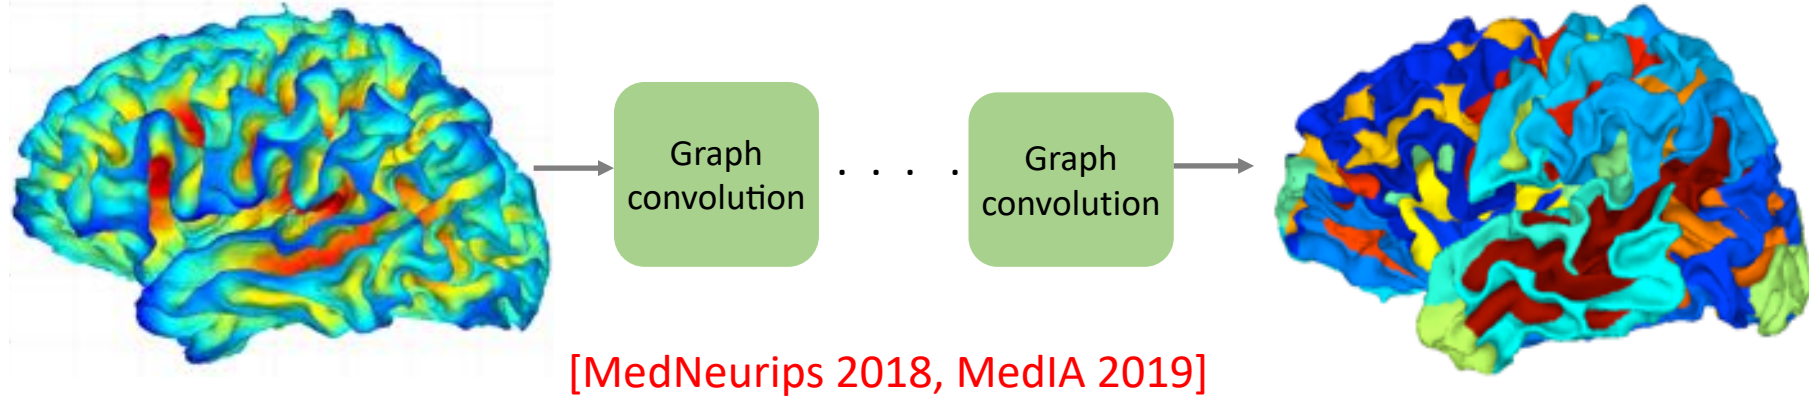 Graph
convolution
. . . .
Graph
convolution
[MedNeurips 2018, MedIA 2019]